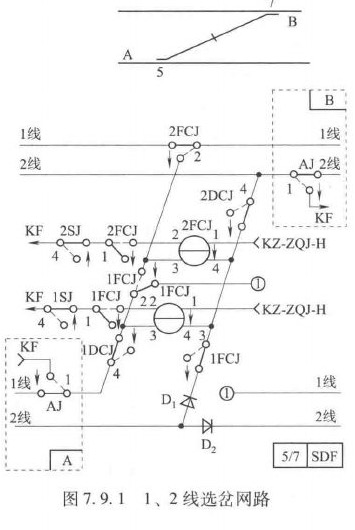 7
B
A
5
B
1线 2FCJ 1线
2
2线 AJ 2线
4 1
2DCJ KF
KF 2SJ 2FCJ 2 2FCJ 1 KZ-ZQJ-H
4 1 3 4
1FCJ 1FCJ ①
KF 1SJ 1FCJ 2 2 1 KZ-ZQJ-H
4 1 3 4 3
KF 1DCJ 1FCJ
1 4
1线 AJ D₁ ① 1线
2线 D₂ 2线
A 5/7 SDF
图 7.9.1 1、2 线选岔网路